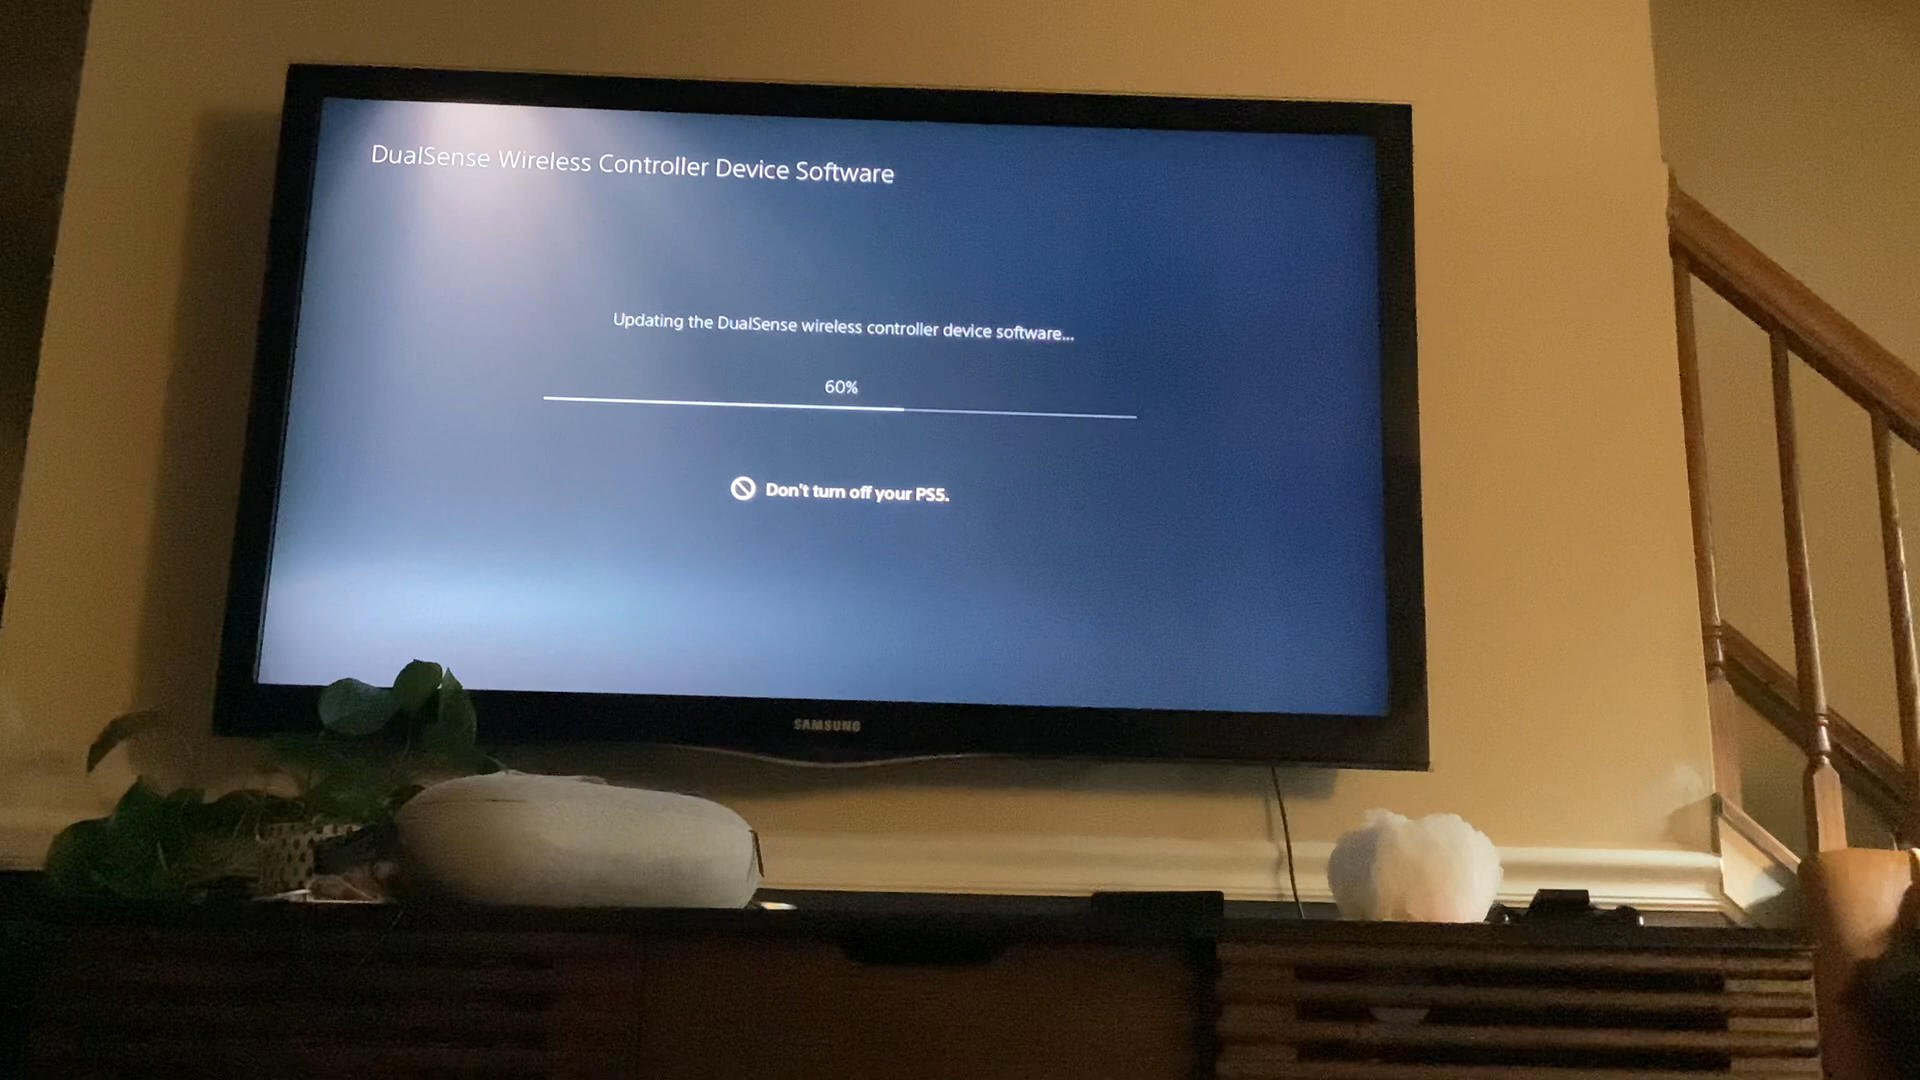 DualSense Wireless Controller Device Software
Updating the DualSense wireless controller device software...
60%
Don't turn off your PS5.
SAMSUNG